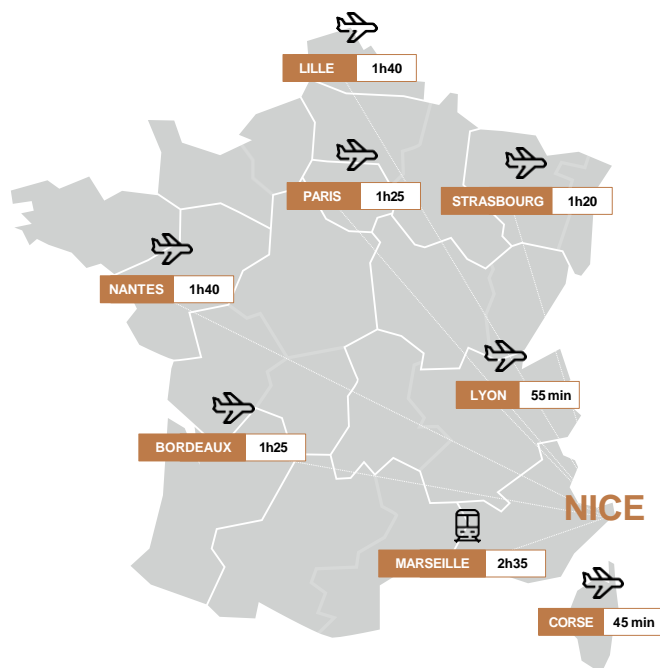 LILLE 1h40
PARIS 1h25
STRASBOURG 1h20
NANTES 1h40
LYON 55 min
BORDEAUX 1h25
NICE
MARSEILLE 2h35
CORSE 45 min